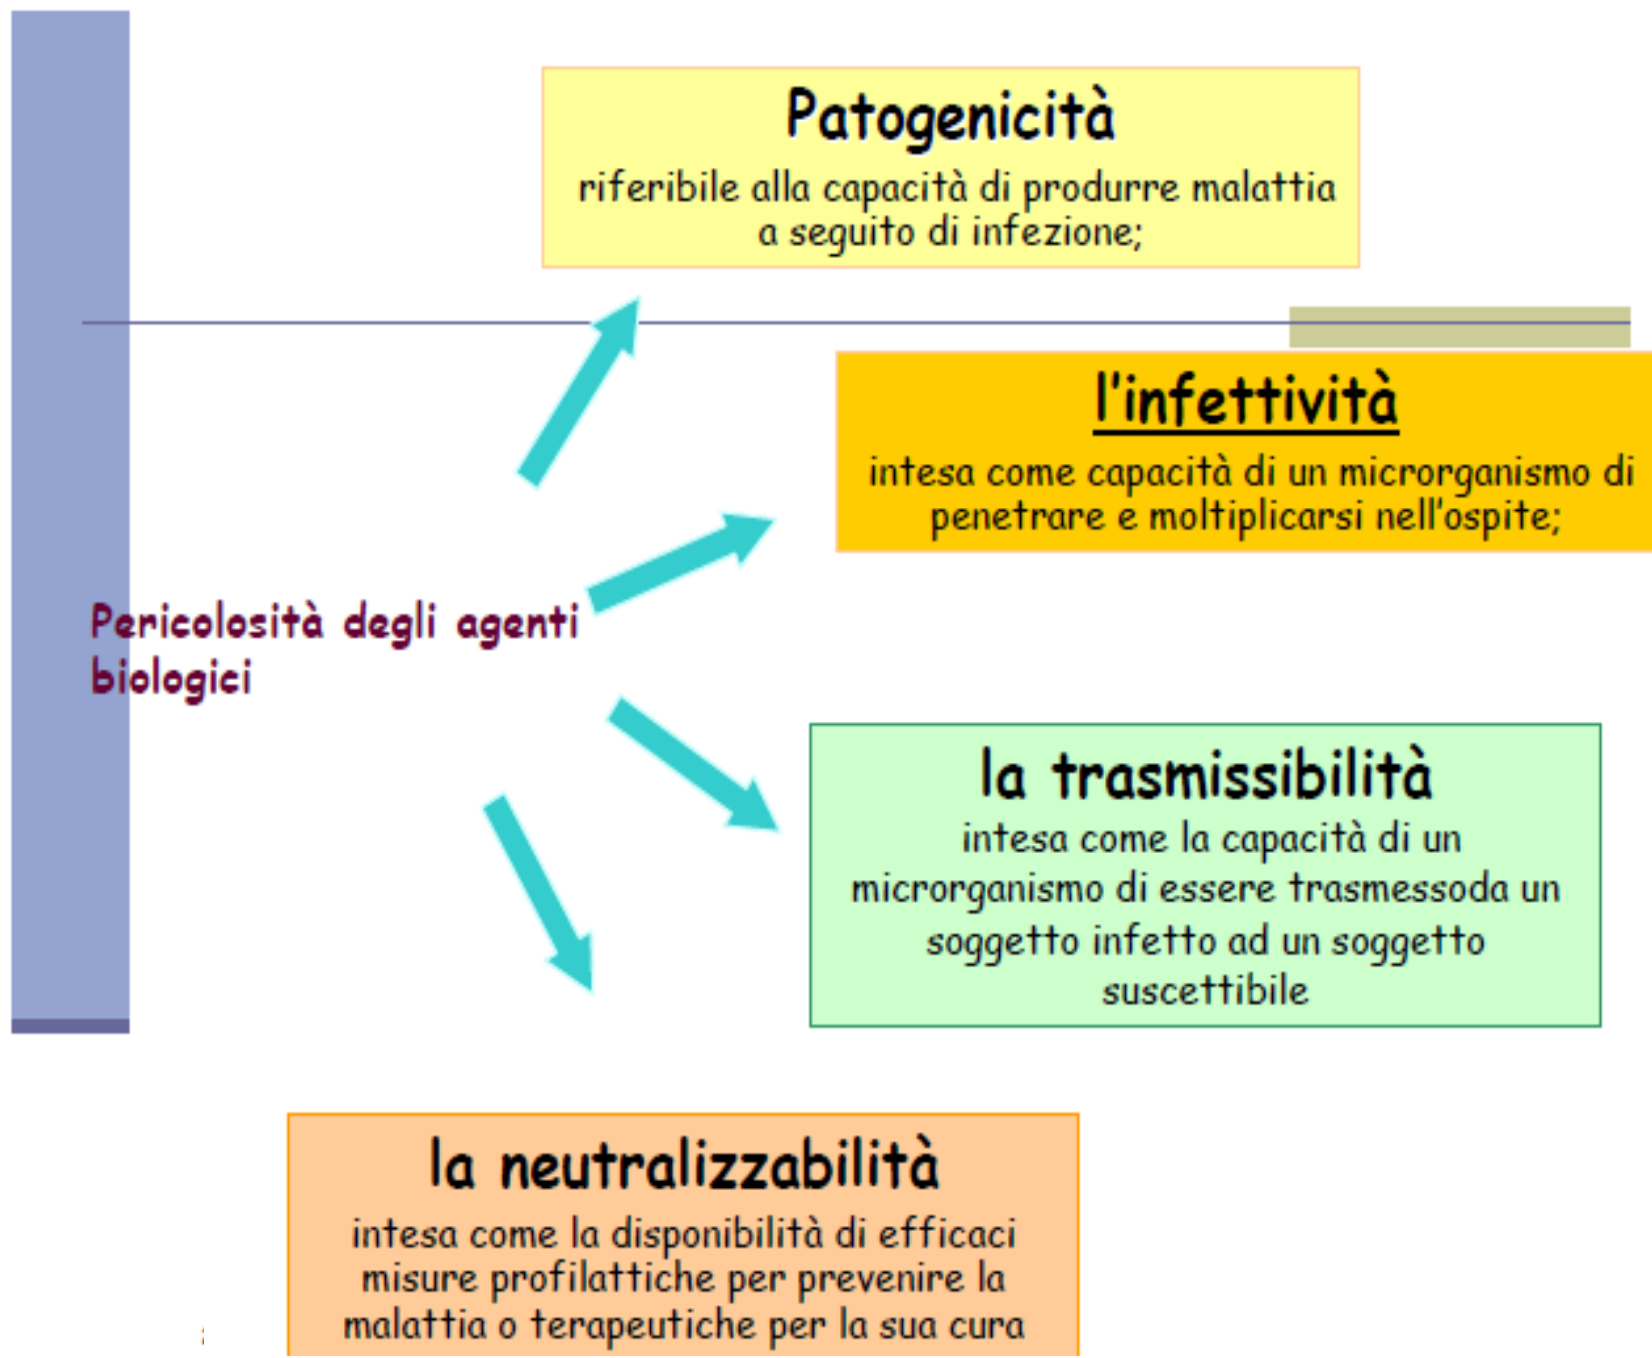 Patogenicità
riferibile alla capacità di produrre malattia
a seguito di infezione;
l'infettività
intesa come capacità di un microrganismo di
penetrare e moltiplicarsi nell'ospite;
Pericolosità degli agenti
biologici
la trasmissibilità
intesa come la capacità di un
microrganismo di essere trasmessoda un
soggetto infetto ad un soggetto
suscettibile
la neutralizzabilità
intesa come la disponibilità di efficaci
misure profilattiche per prevenire la
malattia o terapeutiche per la sua cura